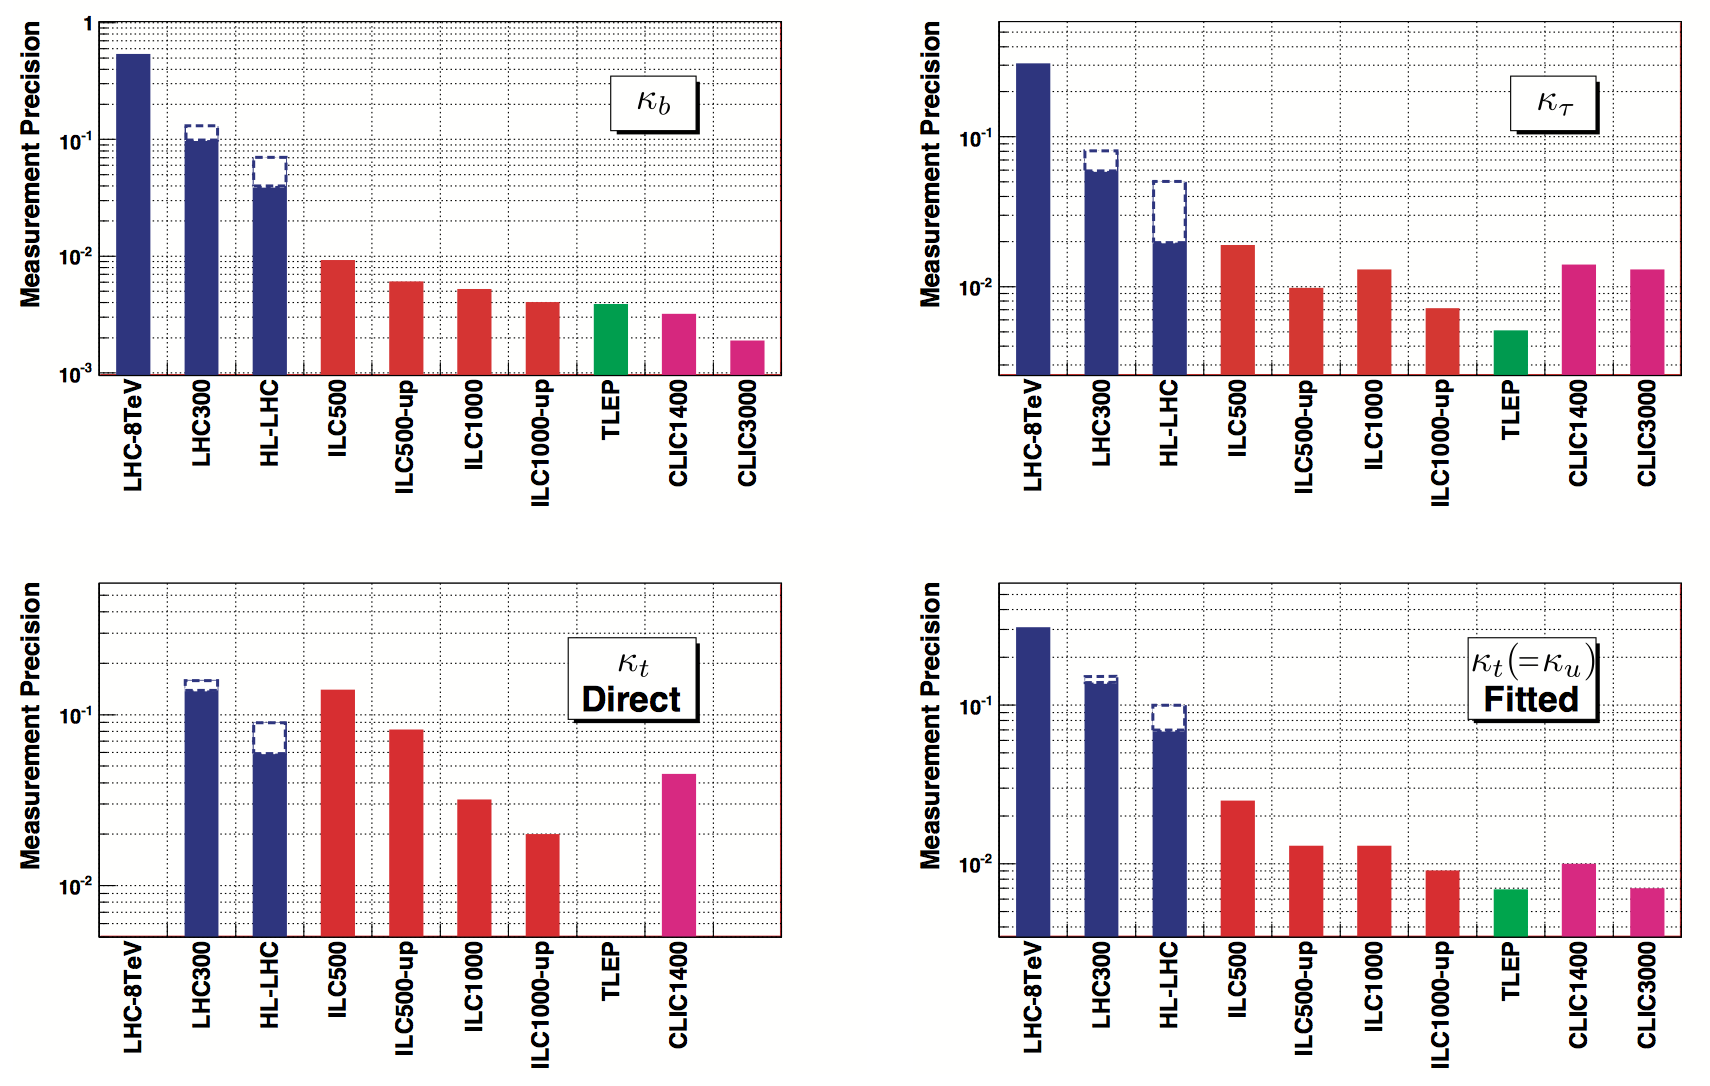 Measurement Precision
1
10⁻¹
10⁻²
10⁻³
κ_b
LHC-8TeV
LHC300
HL-LHC
ILC500
ILC500-up
ILC1000
ILC1000-up
TLEP
CLIC1400
CLIC3000
Measurement Precision
10⁻¹
10⁻²
κ_τ
LHC-8TeV
LHC300
HL-LHC
ILC500
ILC500-up
ILC1000
ILC1000-up
TLEP
CLIC1400
CLIC3000
Measurement Precision
10⁻¹
10⁻²
κ_t
Direct
LHC-8TeV
LHC300
HL-LHC
ILC500
ILC500-up
ILC1000
ILC1000-up
TLEP
CLIC1400
Measurement Precision
10⁻¹
10⁻²
κ_t(=κ_u)
Fitted
LHC-8TeV
LHC300
HL-LHC
ILC500
ILC500-up
ILC1000
ILC1000-up
TLEP
CLIC1400
CLIC3000